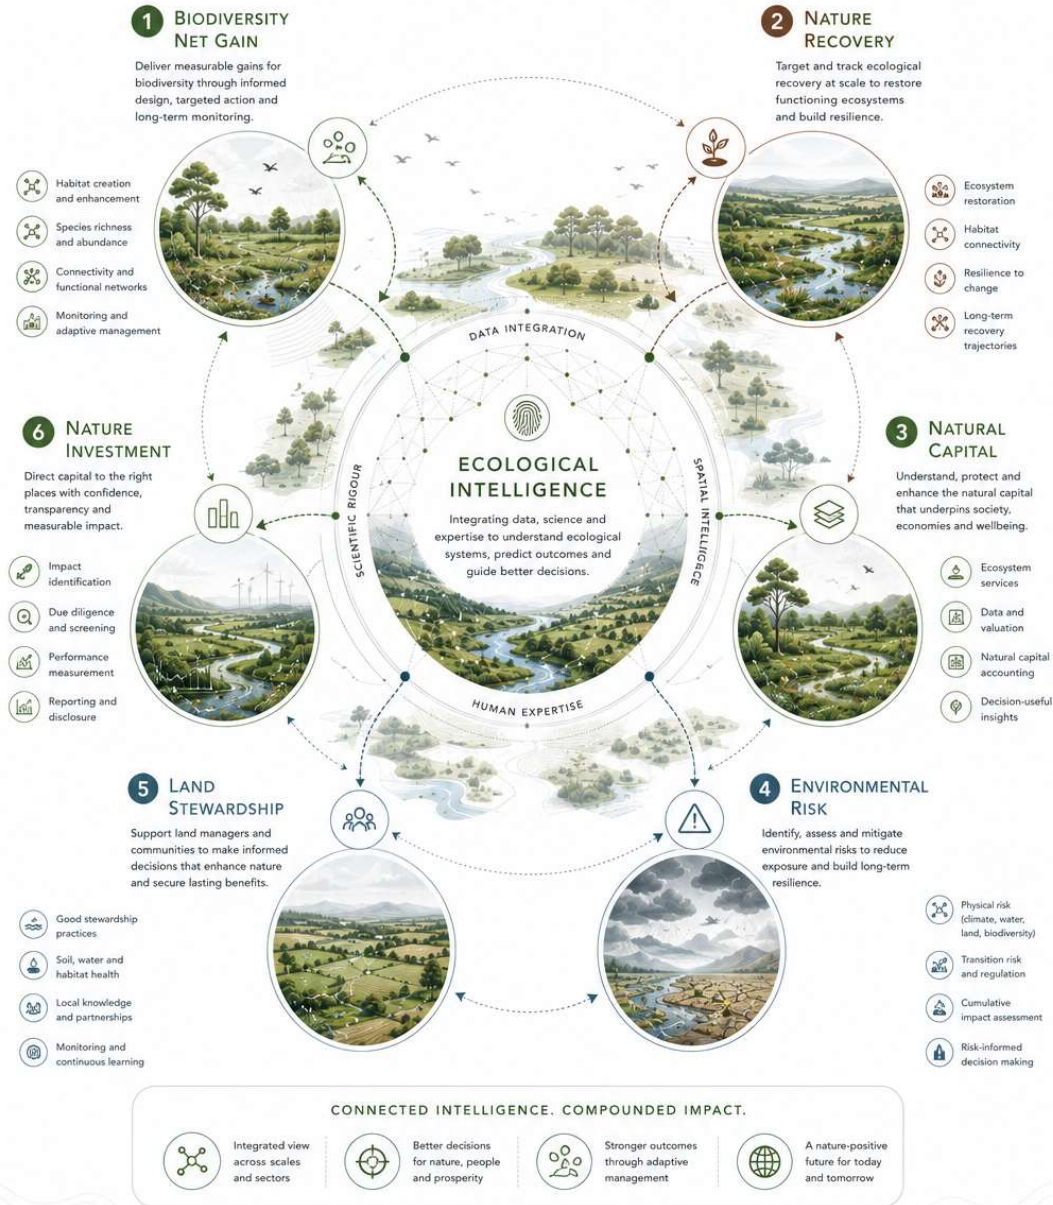 1 BIODIVERSITY
NET GAIN
Deliver measurable gains for
biodiversity through informed
design, targeted action and
long-term monitoring.
Habitat creation
and enhancement
Species richness
and abundance
Connectivity and
functional networks
Monitoring and
adaptive management
2 NATURE
RECOVERY
Target and track ecological
recovery at scale to restore
functioning ecosystems
and build resilience.
Ecosystem
restoration
Habitat
connectivity
Resilience to
change
Long-term
recovery
trajectories
DATA INTEGRATION
SCIENTIFIC RIGOUR
SPATIAL INTELLIGECE
HUMAN EXPERTISE
ECOLOGICAL
INTELLIGENCE
Integrating data, science and
expertise to understand ecological
systems, predict outcomes and
guide better decisions.
6 NATURE
INVESTMENT
Direct capital to the right
places with confidence,
transparency and
measurable impact.
Impact
identification
Due diligence
and screening
Performance
measurement
Reporting and
disclosure
3 NATURAL
CAPITAL
Understand, protect and
enhance the natural capital
that underpins society,
economies and wellbeing.
Ecosystem
services
Data and
valuation
Natural capital
accounting
Decision-useful
insights
5 LAND
STEWARDSHIP
Support land managers and
communities to make informed
decisions that enhance nature
and secure lasting benefits.
Good stewardship
practices
Soil, water and
habitat health
Local knowledge
and partnerships
Monitoring and
continuous learning
4 ENVIRONMENTAL
RISK
Identify, assess and mitigate
environmental risks to reduce
exposure and build long-term
resilience.
Physical risk
(climate, water,
land, biodiversity)
Transition risk
and regulation
Cumulative
impact assessment
Risk-informed
decision making
CONNECTED INTELLIGENCE. COMPOUNDED IMPACT.
Integrated view
across scales
and sectors
Better decisions
for nature, people
and prosperity
Stronger outcomes
through adaptive
management
A nature-positive
future for today
and tomorrow